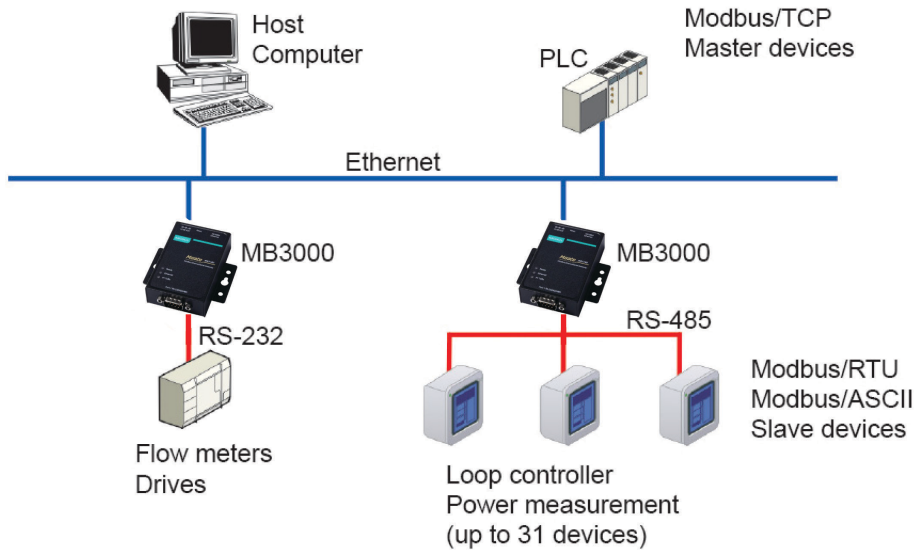 Host
Computer
PLC
Modbus/TCP
Master devices
Ethernet
MB3000
MB3000
RS-232
RS-485
Flow meters
Drives
Loop controller
Power measurement
(up to 31 devices)
Modbus/RTU
Modbus/ASCII
Slave devices